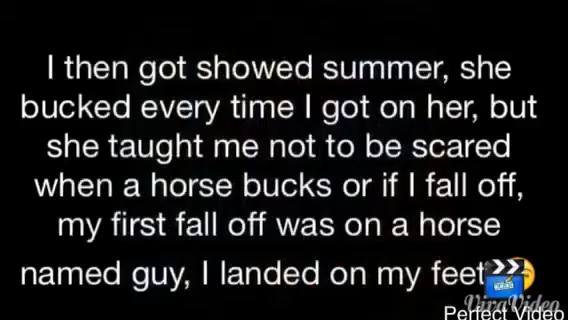 I then got showed summer, she
bucked every time I got on her, but
she taught me not to be scared
when a horse bucks or if I fall off,
my first fall off was on a horse
named guy, I landed on my feet
VivaVideo
Perfect Video